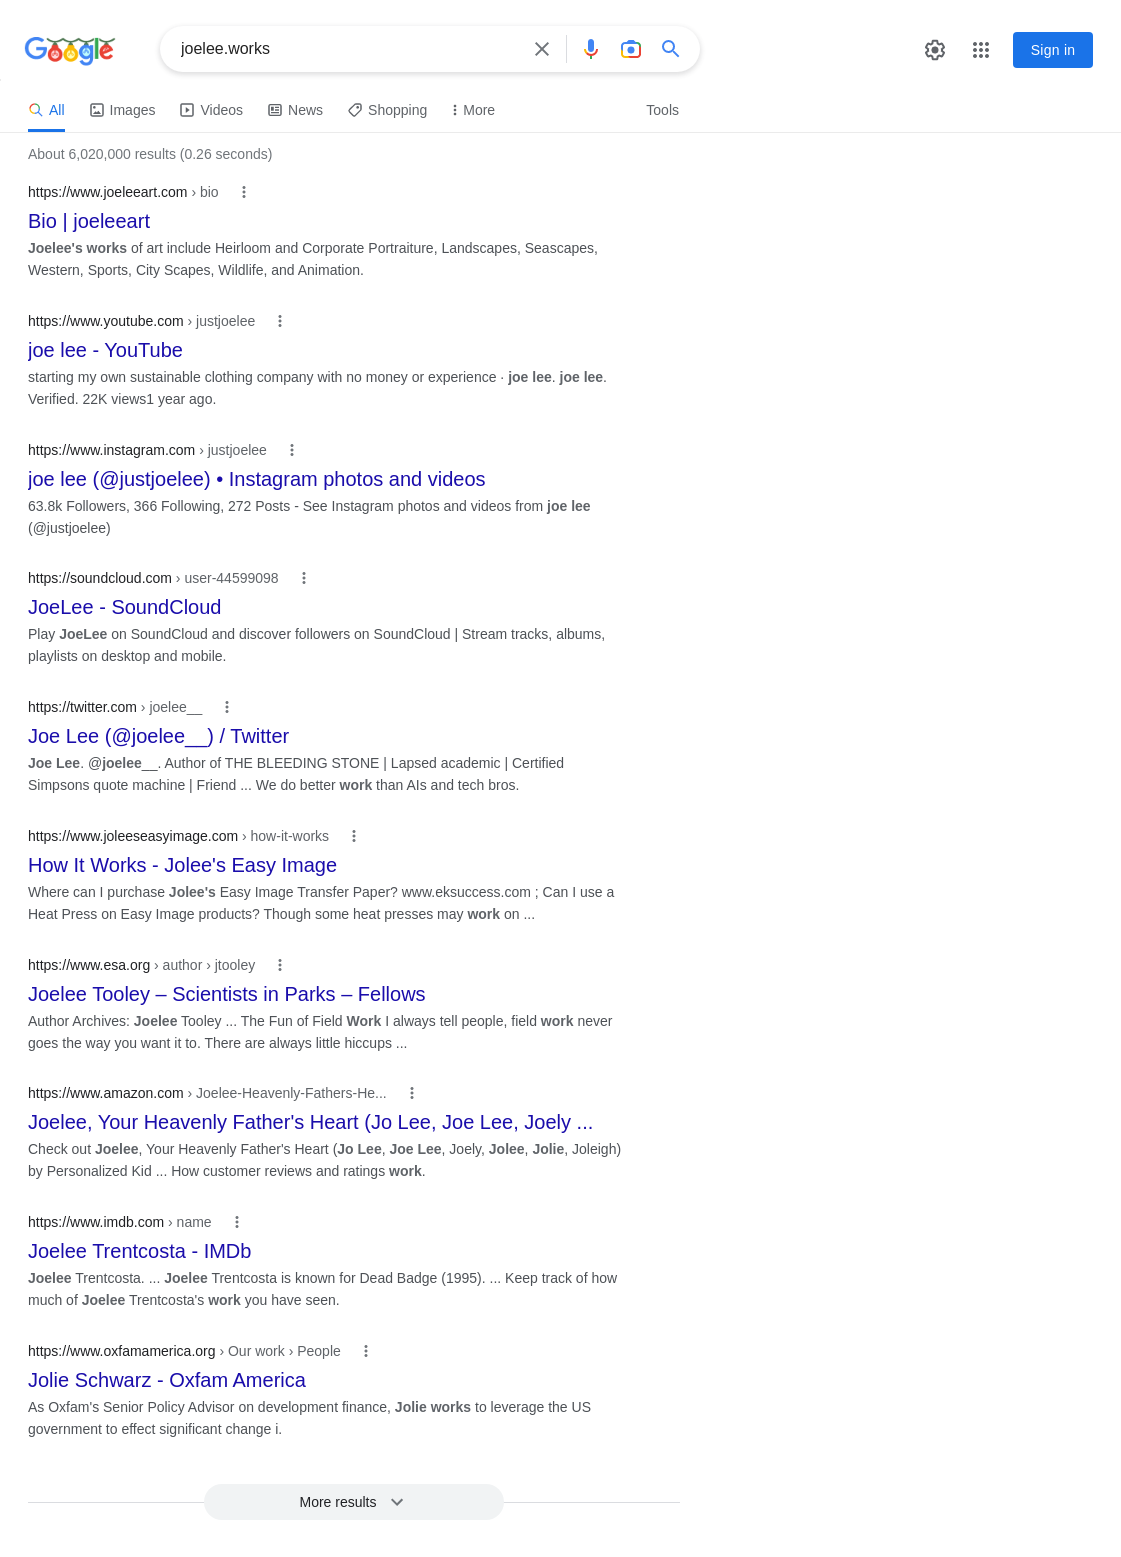 Google
joelee.works
Sign in
All
Images
Videos
News
Shopping
More
Tools
About 6,020,000 results (0.26 seconds)
https://www.joeleeart.com › bio
Bio | joeleeart
Joelee's works of art include Heirloom and Corporate Portraiture, Landscapes, Seascapes,
Western, Sports, City Scapes, Wildlife, and Animation.
https://www.youtube.com › justjoelee
joe lee - YouTube
starting my own sustainable clothing company with no money or experience · joe lee. joe lee.
Verified. 22K views1 year ago.
https://www.instagram.com › justjoelee
joe lee (@justjoelee) • Instagram photos and videos
63.8k Followers, 366 Following, 272 Posts - See Instagram photos and videos from joe lee
(@justjoelee)
https://soundcloud.com › user-44599098
JoeLee - SoundCloud
Play JoeLee on SoundCloud and discover followers on SoundCloud | Stream tracks, albums,
playlists on desktop and mobile.
https://twitter.com › joelee__
Joe Lee (@joelee__) / Twitter
Joe Lee. @joelee__. Author of THE BLEEDING STONE | Lapsed academic | Certified
Simpsons quote machine | Friend ... We do better work than AIs and tech bros.
https://www.joleeseasyimage.com › how-it-works
How It Works - Jolee's Easy Image
Where can I purchase Jolee's Easy Image Transfer Paper? www.eksuccess.com ; Can I use a
Heat Press on Easy Image products? Though some heat presses may work on ...
https://www.esa.org › author › jtooley
Joelee Tooley – Scientists in Parks – Fellows
Author Archives: Joelee Tooley ... The Fun of Field Work I always tell people, field work never
goes the way you want it to. There are always little hiccups ...
https://www.amazon.com › Joelee-Heavenly-Fathers-He...
Joelee, Your Heavenly Father's Heart (Jo Lee, Joe Lee, Joely ...
Check out Joelee, Your Heavenly Father's Heart (Jo Lee, Joe Lee, Joely, Jolee, Jolie, Joleigh)
by Personalized Kid ... How customer reviews and ratings work.
https://www.imdb.com › name
Joelee Trentcosta - IMDb
Joelee Trentcosta. ... Joelee Trentcosta is known for Dead Badge (1995). ... Keep track of how
much of Joelee Trentcosta's work you have seen.
https://www.oxfamamerica.org › Our work › People
Jolie Schwarz - Oxfam America
As Oxfam's Senior Policy Advisor on development finance, Jolie works to leverage the US
government to effect significant change i.
More results